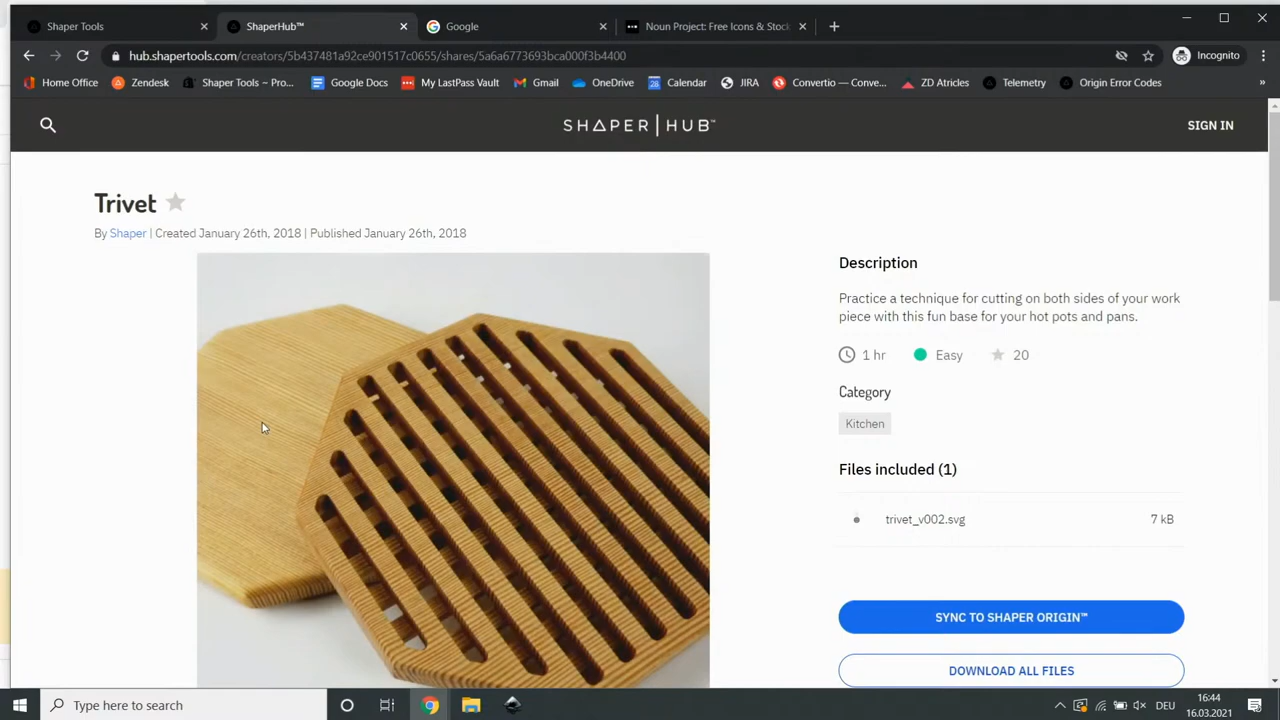 Shaper Tools
ShaperHub™
Google
Noun Project: Free Icons & Stock
hub.shapertools.com/creators/5b437481a92ce901517c0655/shares/5a6a6773693bca000f3b4400
Incognito
Home Office
Zendesk
Shaper Tools – Pro...
Google Docs
My LastPass Vault
Gmail
OneDrive
Calendar
JIRA
Convertio — Conve...
ZD Atricles
Telemetry
Origin Error Codes
»
SHAPER|HUB™
SIGN IN
Trivet
By Shaper | Created January 26th, 2018 | Published January 26th, 2018
Description
Practice a technique for cutting on both sides of your work
piece with this fun base for your hot pots and pans.
1 hr
Easy
20
Category
Kitchen
Files included (1)
trivet_v002.svg
7 kB
SYNC TO SHAPER ORIGIN™
DOWNLOAD ALL FILES
Type here to search
DEU
16:44
16.03.2021